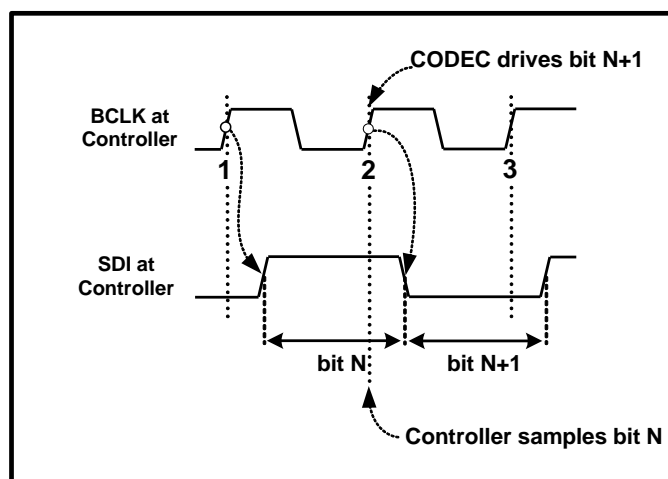 CODEC drives bit N+1
BCLK at
Controller
1
2
3
SDI at
Controller
bit N
bit N+1
Controller samples bit N